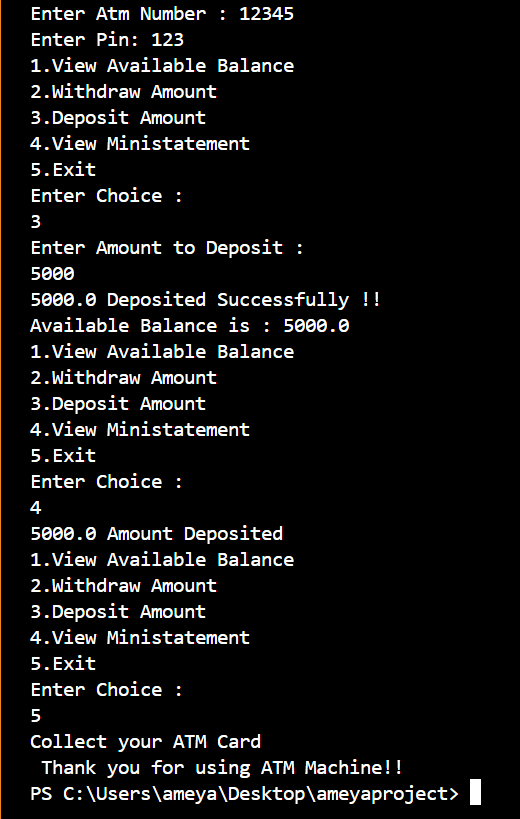 Enter Atm Number : 12345
Enter Pin: 123
1.View Available Balance
2.Withdraw Amount
3.Deposit Amount
4.View Ministatement
5.Exit
Enter Choice :
3
Enter Amount to Deposit :
5000
5000.0 Deposited Successfully !!
Available Balance is : 5000.0
1.View Available Balance
2.Withdraw Amount
3.Deposit Amount
4.View Ministatement
5.Exit
Enter Choice :
4
5000.0 Amount Deposited
1.View Available Balance
2.Withdraw Amount
3.Deposit Amount
4.View Ministatement
5.Exit
Enter Choice :
5
Collect your ATM Card
 Thank you for using ATM Machine!!
PS C:\Users\ameya\Desktop\ameyaproject>